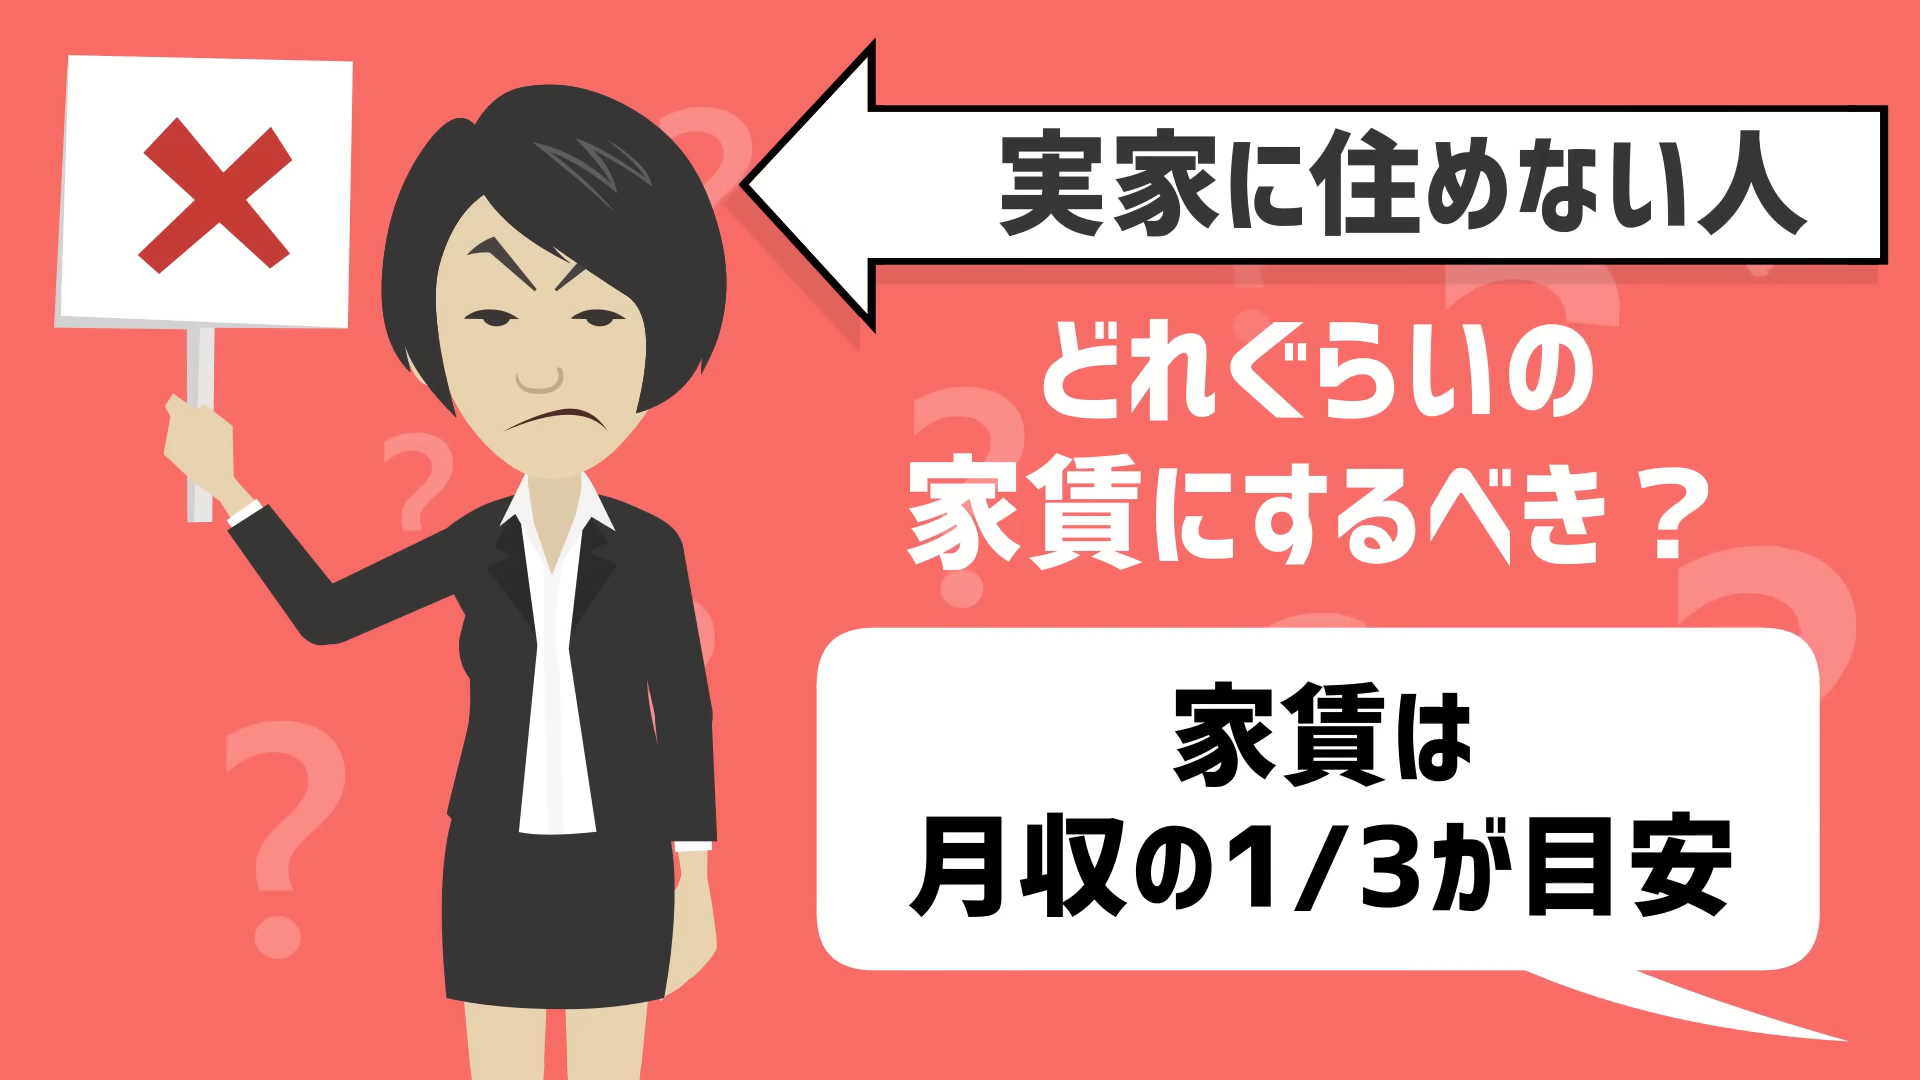 実家に住めない人
どれぐらいの
家賃にするべき？
家賃は
月収の1/3が目安